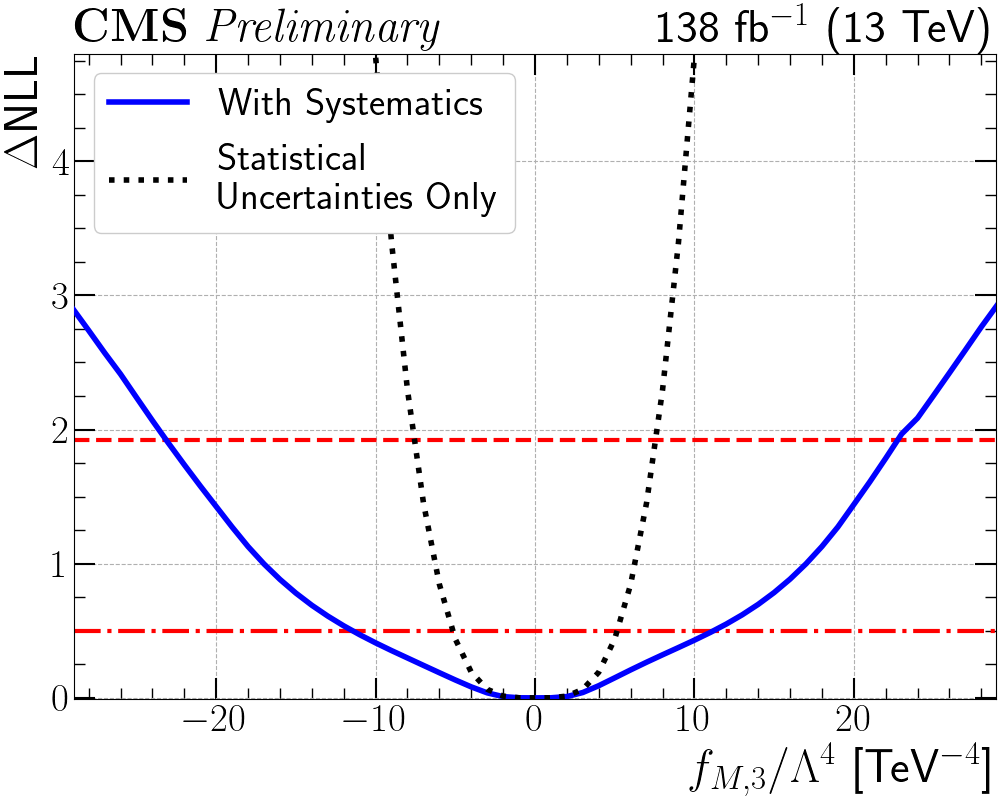 CMS Preliminary
138 fb⁻¹ (13 TeV)
ΔNLL
With Systematics
Statistical
Uncertainties Only
4
3
2
1
0
−20
−10
0
10
20
f_{M,3}/Λ⁴ [TeV⁻⁴]